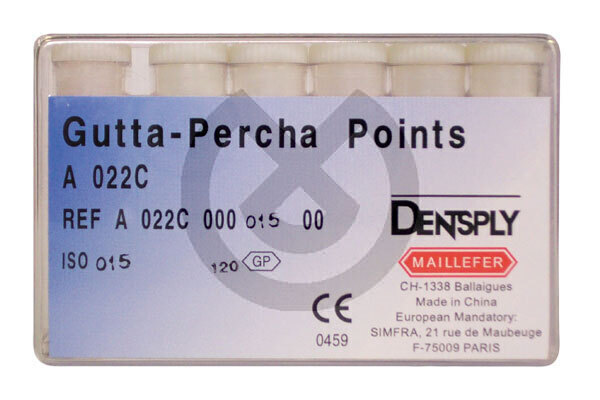 Gutta-Percha Points
A 022C
REF A 022C 000 015 00
ISO 015 120 GP
DENTSPLY
MAILLEFER
CH-1338 Ballaigues
Made in China
European Mandatory:
SIMFRA, 21 rue de Maubeuge
F-75009 PARIS
CE
0459